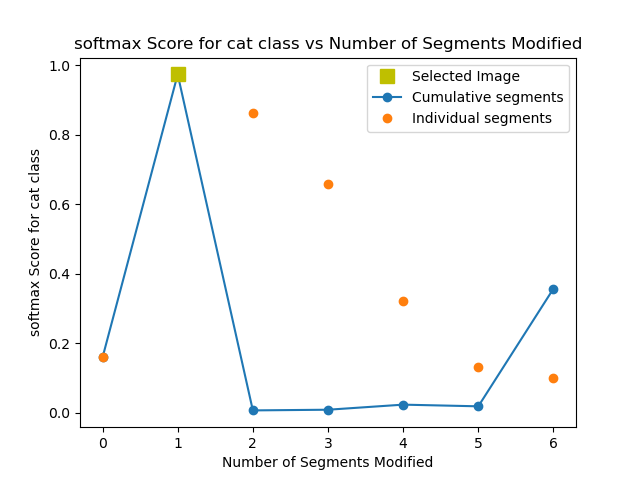 softmax Score for cat class vs Number of Segments Modified
Selected Image
Cumulative segments
Individual segments
softmax Score for cat class
1.0
0.8
0.6
0.4
0.2
0.0
0 1 2 3 4 5 6
Number of Segments Modified